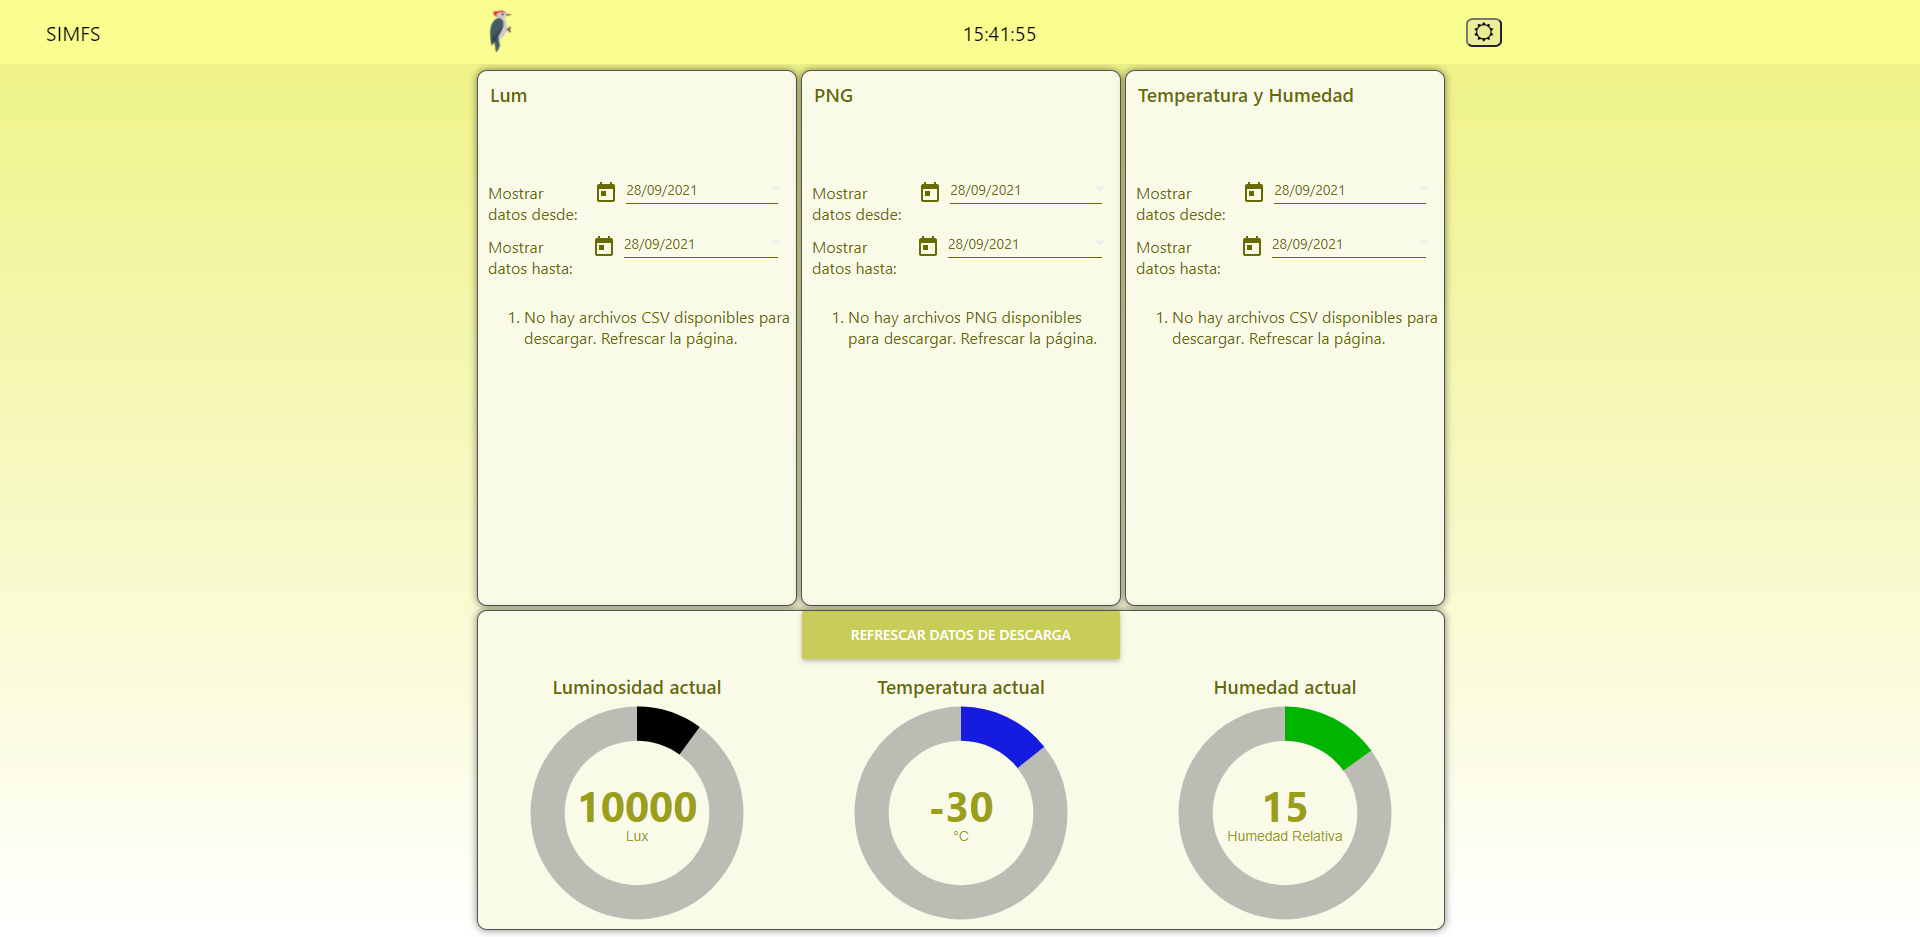 SIMFS
15:41:55
Lum
Mostrar
datos desde:
28/09/2021
Mostrar
datos hasta:
28/09/2021
1. No hay archivos CSV disponibles para
descargar. Refrescar la página.
PNG
Mostrar
datos desde:
28/09/2021
Mostrar
datos hasta:
28/09/2021
1. No hay archivos PNG disponibles
para descargar. Refrescar la página.
Temperatura y Humedad
Mostrar
datos desde:
28/09/2021
Mostrar
datos hasta:
28/09/2021
1. No hay archivos CSV disponibles para
descargar. Refrescar la página.
REFRESCAR DATOS DE DESCARGA
Luminosidad actual
10000
Lux
Temperatura actual
-30
°C
Humedad actual
15
Humedad Relativa